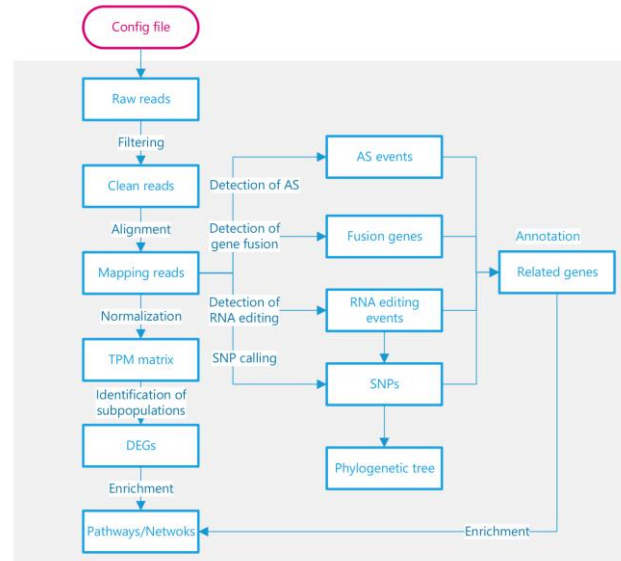 Config file
Raw reads
Filtering
AS events
Clean reads
Detection of AS
Alignment
Detection of
gene fusion
Fusion genes
Annotation
Mapping reads
Related genes
Normalization
Detection of
RNA editing
RNA editing
events
TPM matrix
SNP calling
SNPs
Identification of
subpopulations
DEGs
Phylogenetic tree
Enrichment
Pathways/Netwoks
Enrichment